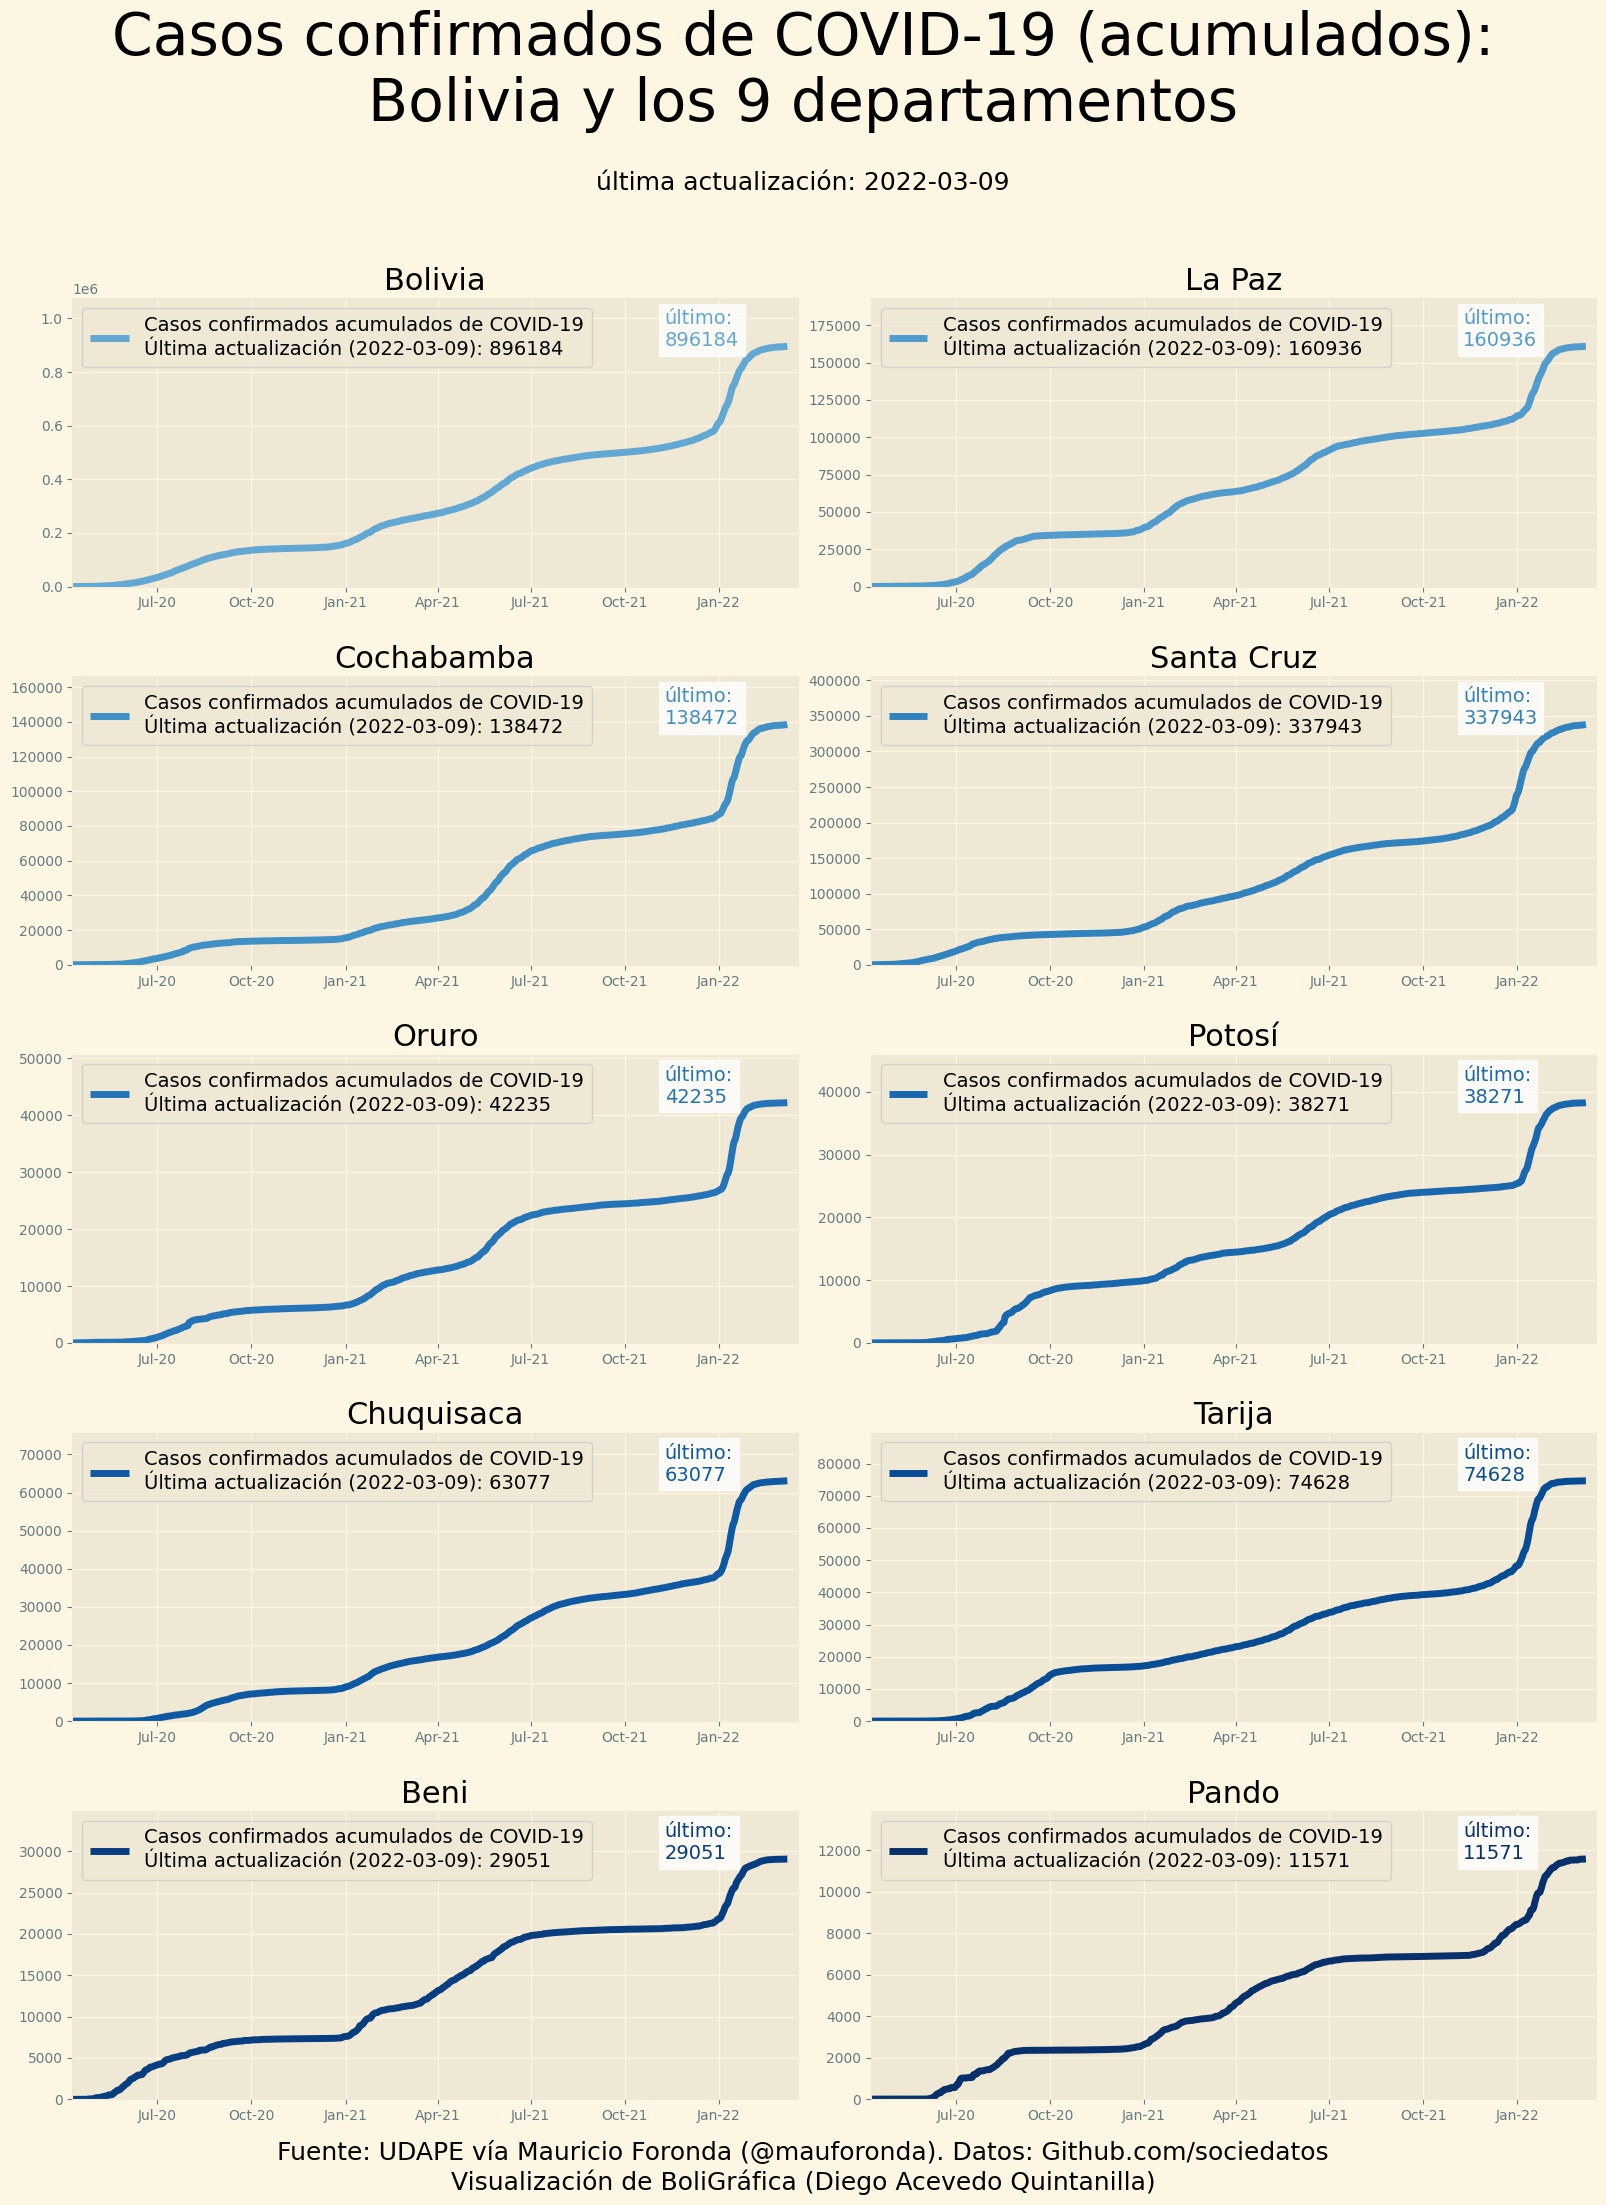 Casos confirmados de COVID-19 (acumulados):
Bolivia y los 9 departamentos
última actualización: 2022-03-09
Bolivia
1e6
1.0
0.8
0.6
0.4
0.2
0.0
Casos confirmados acumulados de COVID-19
Última actualización (2022-03-09): 896184
último:
896184
Jul-20 Oct-20 Jan-21 Apr-21 Jul-21 Oct-21 Jan-22
La Paz
175000
150000
125000
100000
75000
50000
25000
0
Casos confirmados acumulados de COVID-19
Última actualización (2022-03-09): 160936
último:
160936
Jul-20 Oct-20 Jan-21 Apr-21 Jul-21 Oct-21 Jan-22
Cochabamba
160000
140000
120000
100000
80000
60000
40000
20000
0
Casos confirmados acumulados de COVID-19
Última actualización (2022-03-09): 138472
último:
138472
Jul-20 Oct-20 Jan-21 Apr-21 Jul-21 Oct-21 Jan-22
Santa Cruz
400000
350000
300000
250000
200000
150000
100000
50000
0
Casos confirmados acumulados de COVID-19
Última actualización (2022-03-09): 337943
último:
337943
Jul-20 Oct-20 Jan-21 Apr-21 Jul-21 Oct-21 Jan-22
Oruro
50000
40000
30000
20000
10000
0
Casos confirmados acumulados de COVID-19
Última actualización (2022-03-09): 42235
último:
42235
Jul-20 Oct-20 Jan-21 Apr-21 Jul-21 Oct-21 Jan-22
Potosí
40000
30000
20000
10000
0
Casos confirmados acumulados de COVID-19
Última actualización (2022-03-09): 38271
último:
38271
Jul-20 Oct-20 Jan-21 Apr-21 Jul-21 Oct-21 Jan-22
Chuquisaca
70000
60000
50000
40000
30000
20000
10000
0
Casos confirmados acumulados de COVID-19
Última actualización (2022-03-09): 63077
último:
63077
Jul-20 Oct-20 Jan-21 Apr-21 Jul-21 Oct-21 Jan-22
Tarija
80000
70000
60000
50000
40000
30000
20000
10000
0
Casos confirmados acumulados de COVID-19
Última actualización (2022-03-09): 74628
último:
74628
Jul-20 Oct-20 Jan-21 Apr-21 Jul-21 Oct-21 Jan-22
Beni
30000
25000
20000
15000
10000
5000
0
Casos confirmados acumulados de COVID-19
Última actualización (2022-03-09): 29051
último:
29051
Jul-20 Oct-20 Jan-21 Apr-21 Jul-21 Oct-21 Jan-22
Pando
12000
10000
8000
6000
4000
2000
0
Casos confirmados acumulados de COVID-19
Última actualización (2022-03-09): 11571
último:
11571
Jul-20 Oct-20 Jan-21 Apr-21 Jul-21 Oct-21 Jan-22
Fuente: UDAPE vía Mauricio Foronda (@mauforonda). Datos: Github.com/sociedatos
Visualización de BoliGráfica (Diego Acevedo Quintanilla)